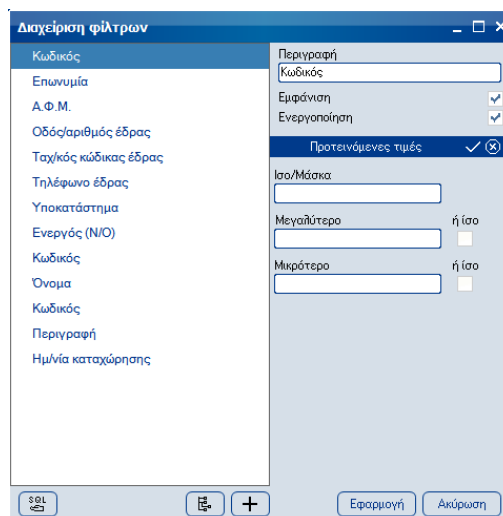 Διαχείριση φίλτρων
Κωδικός
Επωνυμία
Α.Φ.Μ.
Οδός/αριθμός έδρας
Ταχ/κός κώδικας έδρας
Τηλέφωνο έδρας
Υποκατάστημα
Ενεργός (Ν/Ο)
Κωδικός
Όνομα
Κωδικός
Περιγραφή
Ημ/νία καταχώρησης
SQL
Περιγραφή
Κωδικός
Εμφάνιση
Ενεργοποίηση
Προτεινόμενες τιμές
Ισο/Μάσκα
Μεγαλύτερο ή ίσο
Μικρότερο ή ίσο
Εφαρμογή Ακύρωση